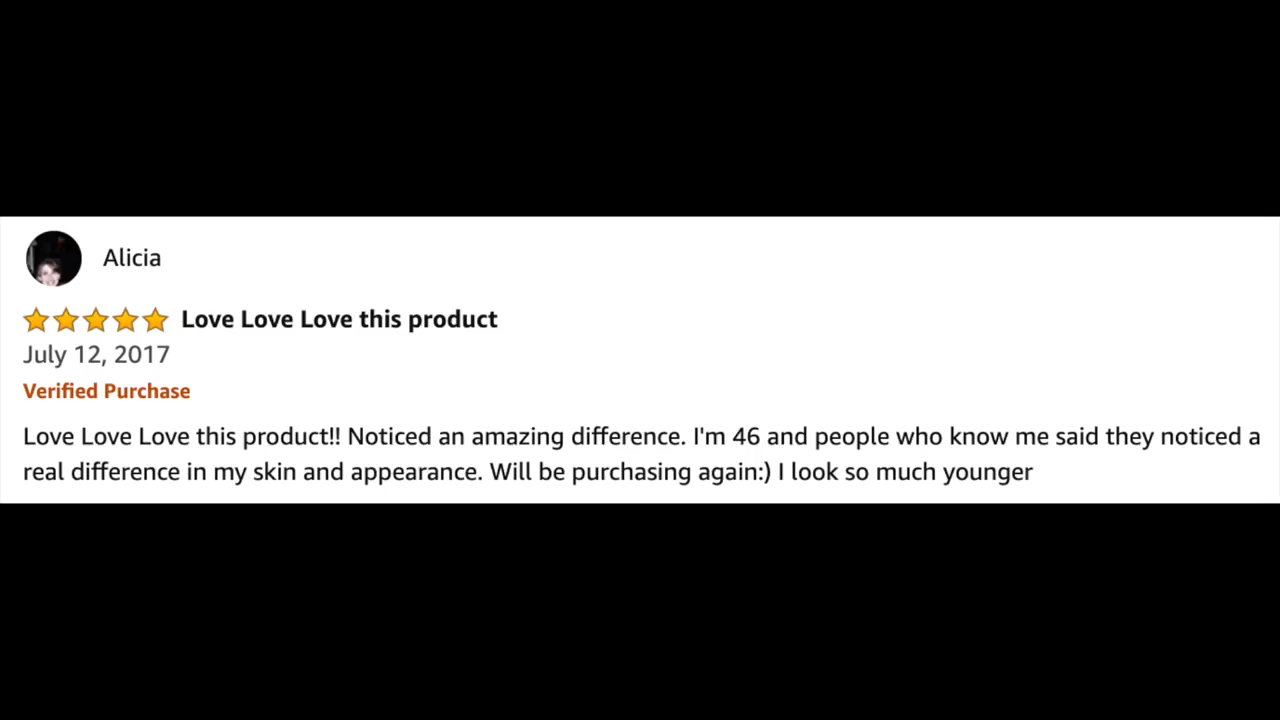 Alicia
Love Love Love this product
July 12, 2017
Verified Purchase
Love Love Love this product!! Noticed an amazing difference. I'm 46 and people who know me said they noticed a
real difference in my skin and appearance. Will be purchasing again:) I look so much younger